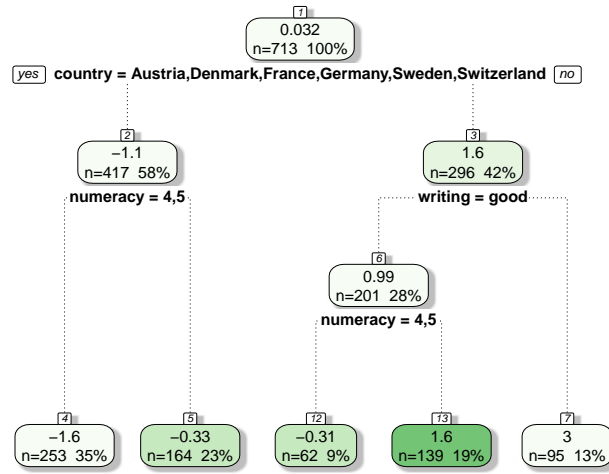 1
0.032
n=713 100%
yes country = Austria,Denmark,France,Germany,Sweden,Switzerland no
2
−1.1
n=417 58%
numeracy = 4,5
3
1.6
n=296 42%
writing = good
6
0.99
n=201 28%
numeracy = 4,5
4
−1.6
n=253 35%
5
−0.33
n=164 23%
12
−0.31
n=62 9%
13
1.6
n=139 19%
7
3
n=95 13%